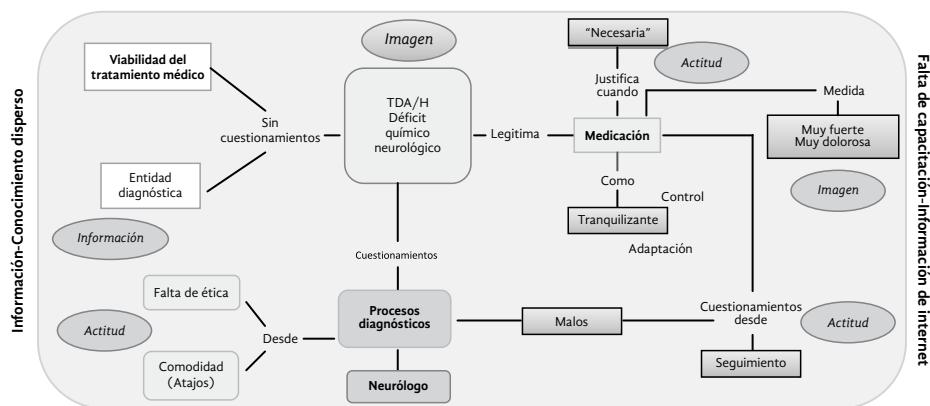 Información-Conocimiento disperso
Viabilidad del
tratamiento médico
Sin
cuestionamientos
Entidad
diagnóstica
Información
Imagen
TDA/H
Déficit
químico
neurológico
Legitima
"Necesaria"
Justifica
cuando
Actitud
Medicación
Medida
Muy fuerte
Muy dolorosa
Imagen
Como
Control
Tranquilizante
Adaptación
Cuestionamientos
Falta de ética
Actitud
Desde
Comodidad
(Atajos)
Procesos
diagnósticos
Neurólogo
Malos
Cuestionamientos
desde
Actitud
Seguimiento
Falta de capacitación-Información de internet